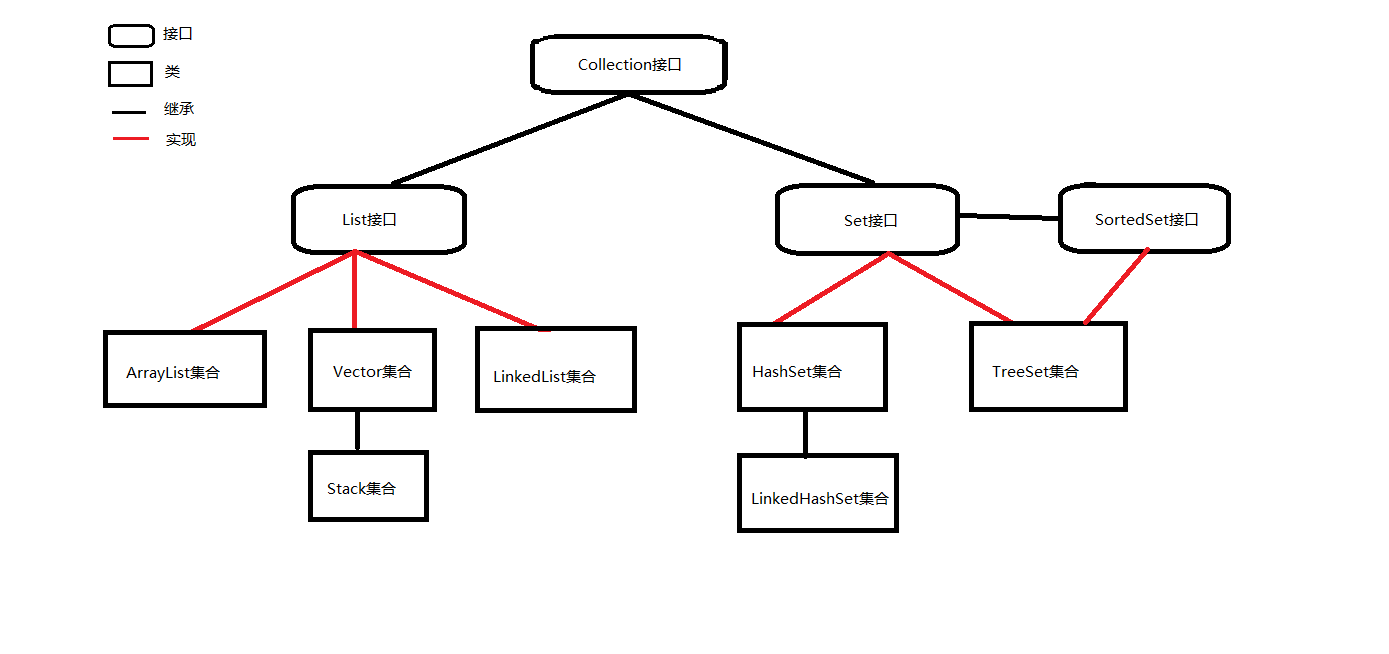 接口
类
继承
实现
Collection接口
List接口
Set接口
SortedSet接口
ArrayList集合
Vector集合
LinkedList集合
HashSet集合
TreeSet集合
Stack集合
LinkedHashSet集合